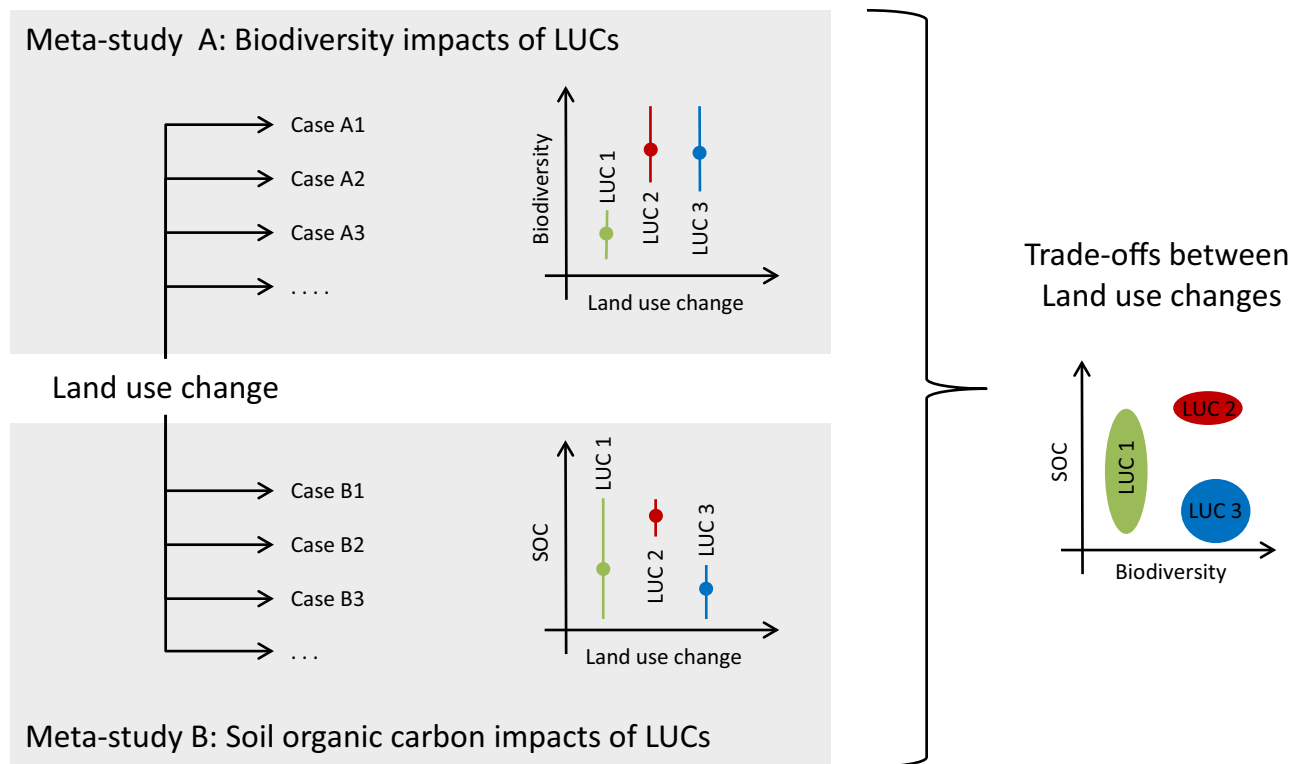 Meta-study A: Biodiversity impacts of LUCs
Case A1
Case A2
Case A3
. . . .
Biodiversity
LUC 1
LUC 2
LUC 3
Land use change
Land use change
Case B1
Case B2
Case B3
. . .
SOC
LUC 1
LUC 2
LUC 3
Land use change
Meta-study B: Soil organic carbon impacts of LUCs
Trade-offs between
Land use changes
SOC
LUC 1
LUC 2
LUC 3
Biodiversity